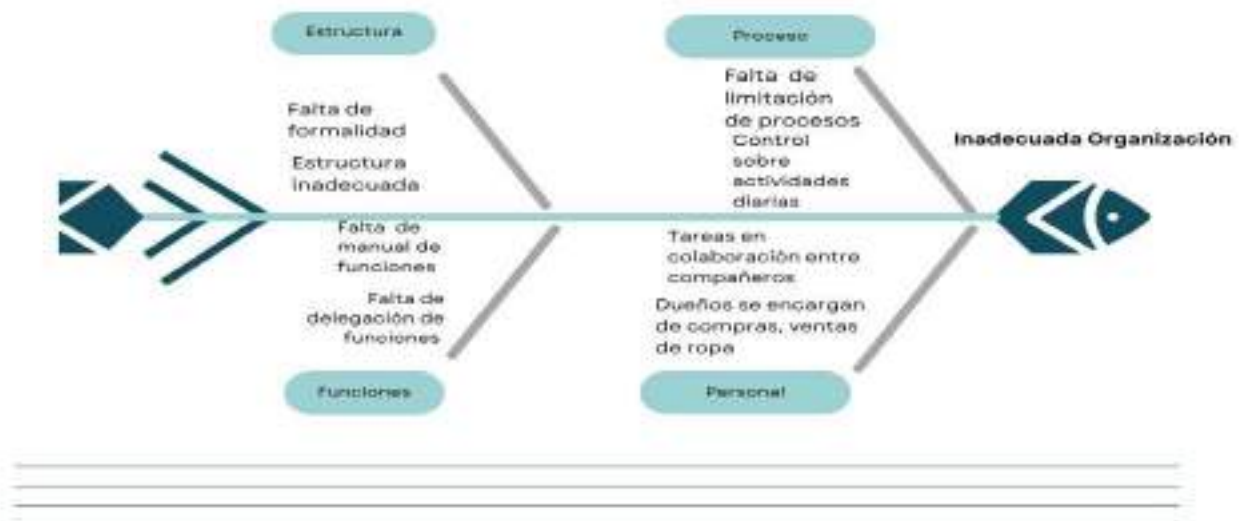 Estructura
Proceso
Falta de
formalidad
Estructura
inadecuada
Falta de
limitación
de procesos
Control
sobre
actividades
diarias
Inadecuada Organización
Falta de
manual de
funciones
Falta de
delegación de
funciones
Tareas en
colaboración entre
compañeros
Dueños se encargan
de compras, ventas
de ropa
Funciones
Personal